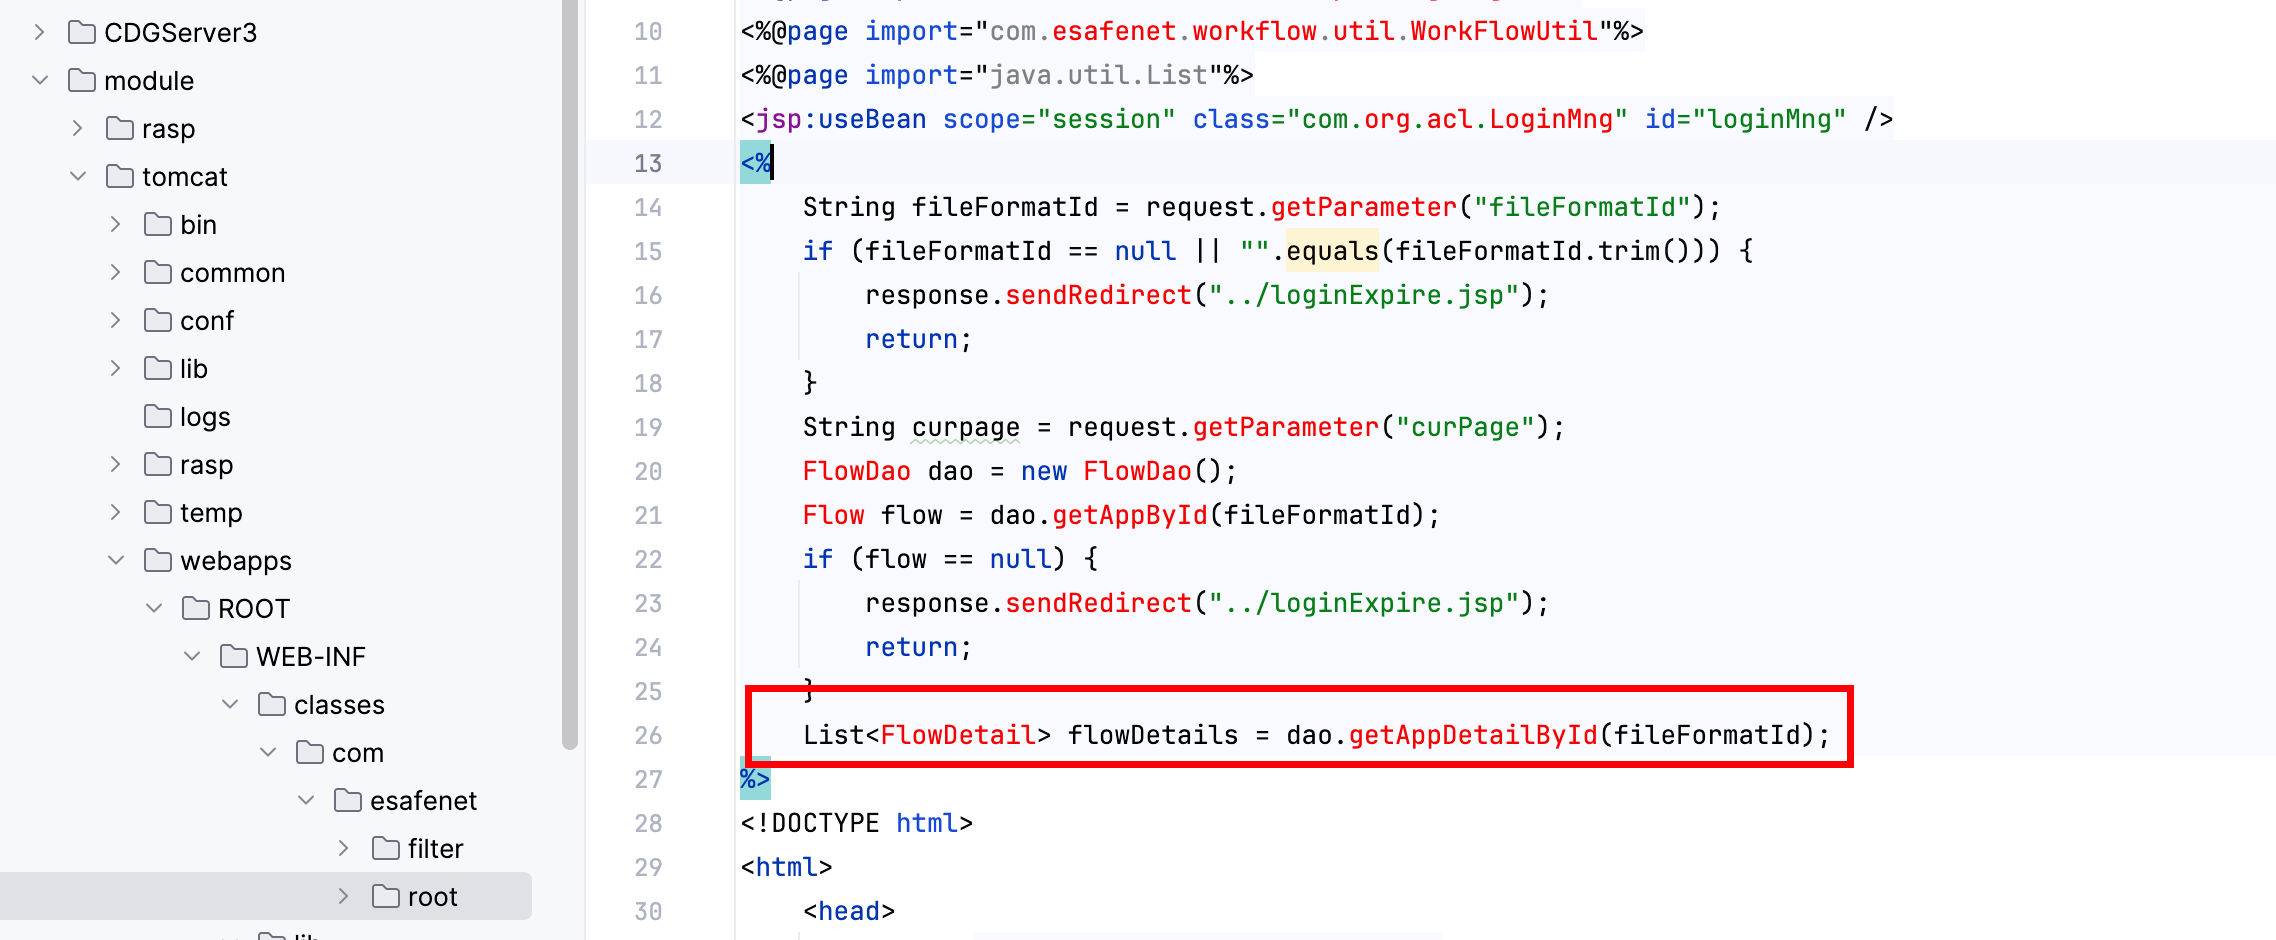 CDGServer3
module
rasp
tomcat
bin
common
conf
lib
logs
rasp
temp
webapps
ROOT
WEB-INF
classes
com
esafenet
filter
root
lib
10 <%@page import="com.esafenet.workflow.util.WorkFlowUtil"%>
11 <%@page import="java.util.List"%>
12 <jsp:useBean scope="session" class="com.org.acl.LoginMng" id="loginMng" />
13 <%
14 String fileFormatId = request.getParameter("fileFormatId");
15 if (fileFormatId == null || "".equals(fileFormatId.trim())) {
16 response.sendRedirect("../loginExpire.jsp");
17 return;
18 }
19 String curpage = request.getParameter("curPage");
20 FlowDao dao = new FlowDao();
21 Flow flow = dao.getAppById(fileFormatId);
22 if (flow == null) {
23 response.sendRedirect("../loginExpire.jsp");
24 return;
25 }
26 List<FlowDetail> flowDetails = dao.getAppDetailById(fileFormatId);
27 %>
28 <!DOCTYPE html>
29 <html>
30 <head>